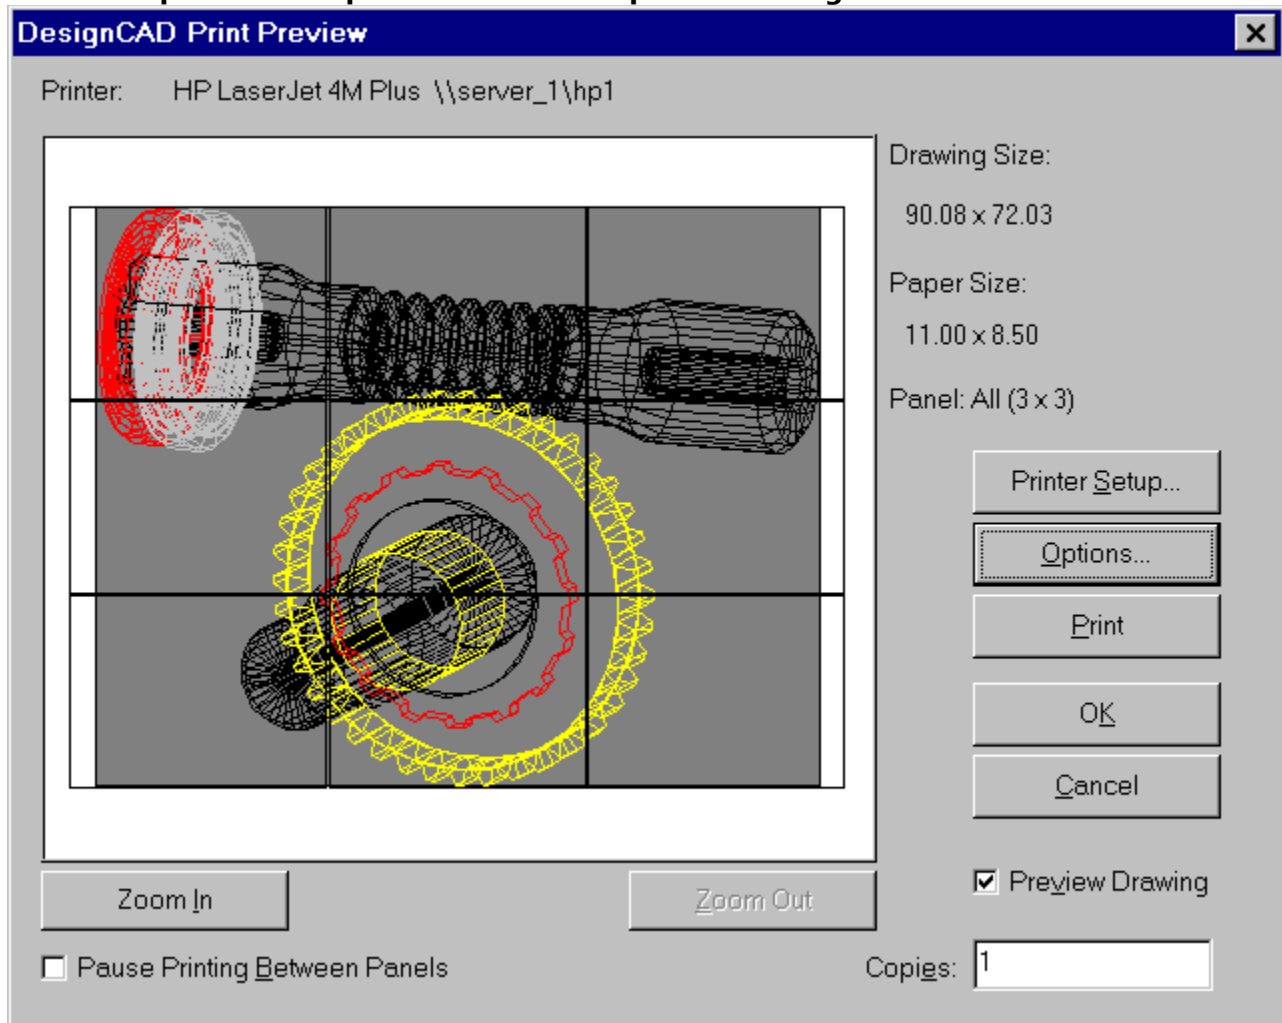 DesignCAD Print Preview
Printer: HP LaserJet 4M Plus \\server_1\hp1
Drawing Size:
90.08 x 72.03
Paper Size:
11.00 x 8.50
Panel: All (3 x 3)
Printer Setup...
Options...
Print
OK
Cancel
Zoom In
Zoom Out
Preview Drawing
Pause Printing Between Panels
Copies: 1